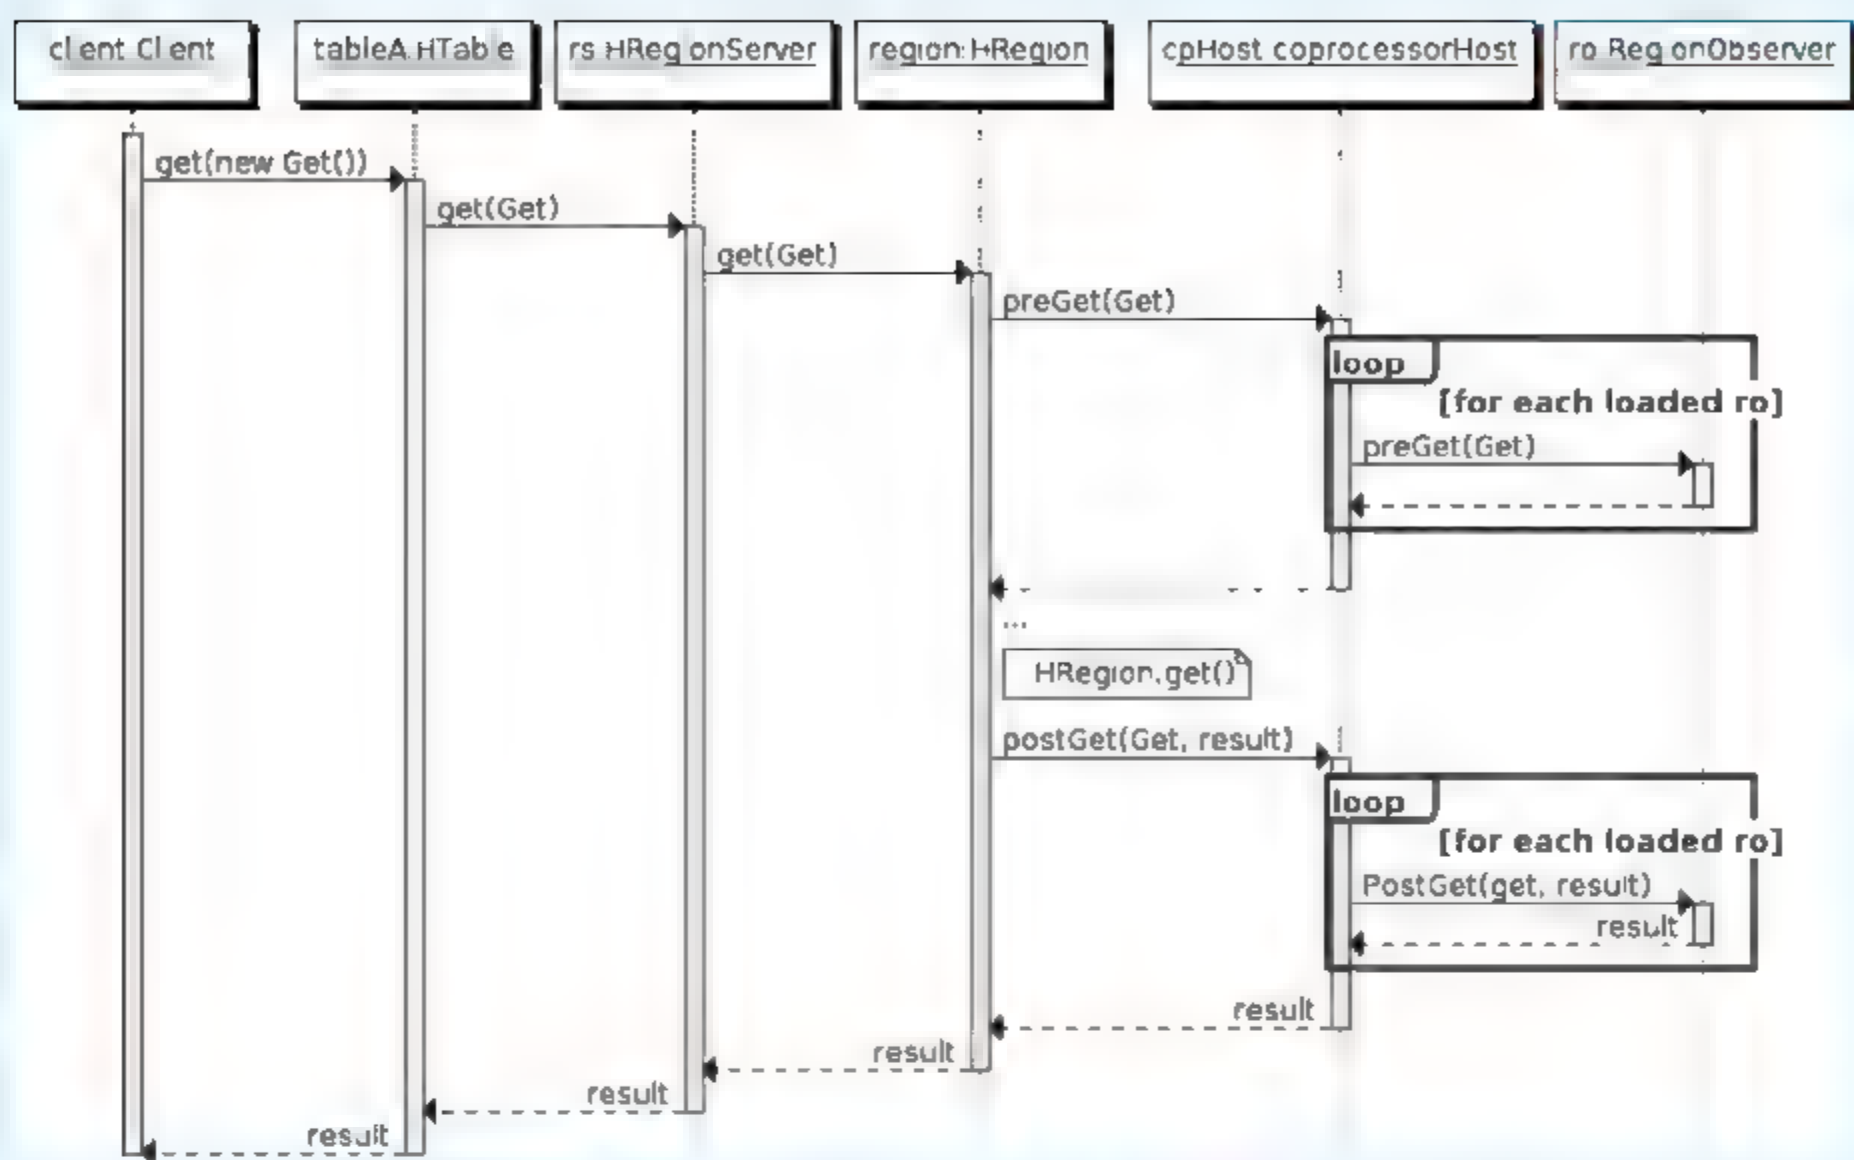 client:Client
tableA:HTable
rs:HRegionServer
region:HRegion
cpHost:coprocessorHost
ro:RegionObserver
get(new Get())
get(Get)
get(Get)
preGet(Get)
loop
[for each loaded ro]
preGet(Get)
...
HRegion.get()
postGet(Get, result)
loop
[for each loaded ro]
PostGet(get, result)
result
result
result
result
result